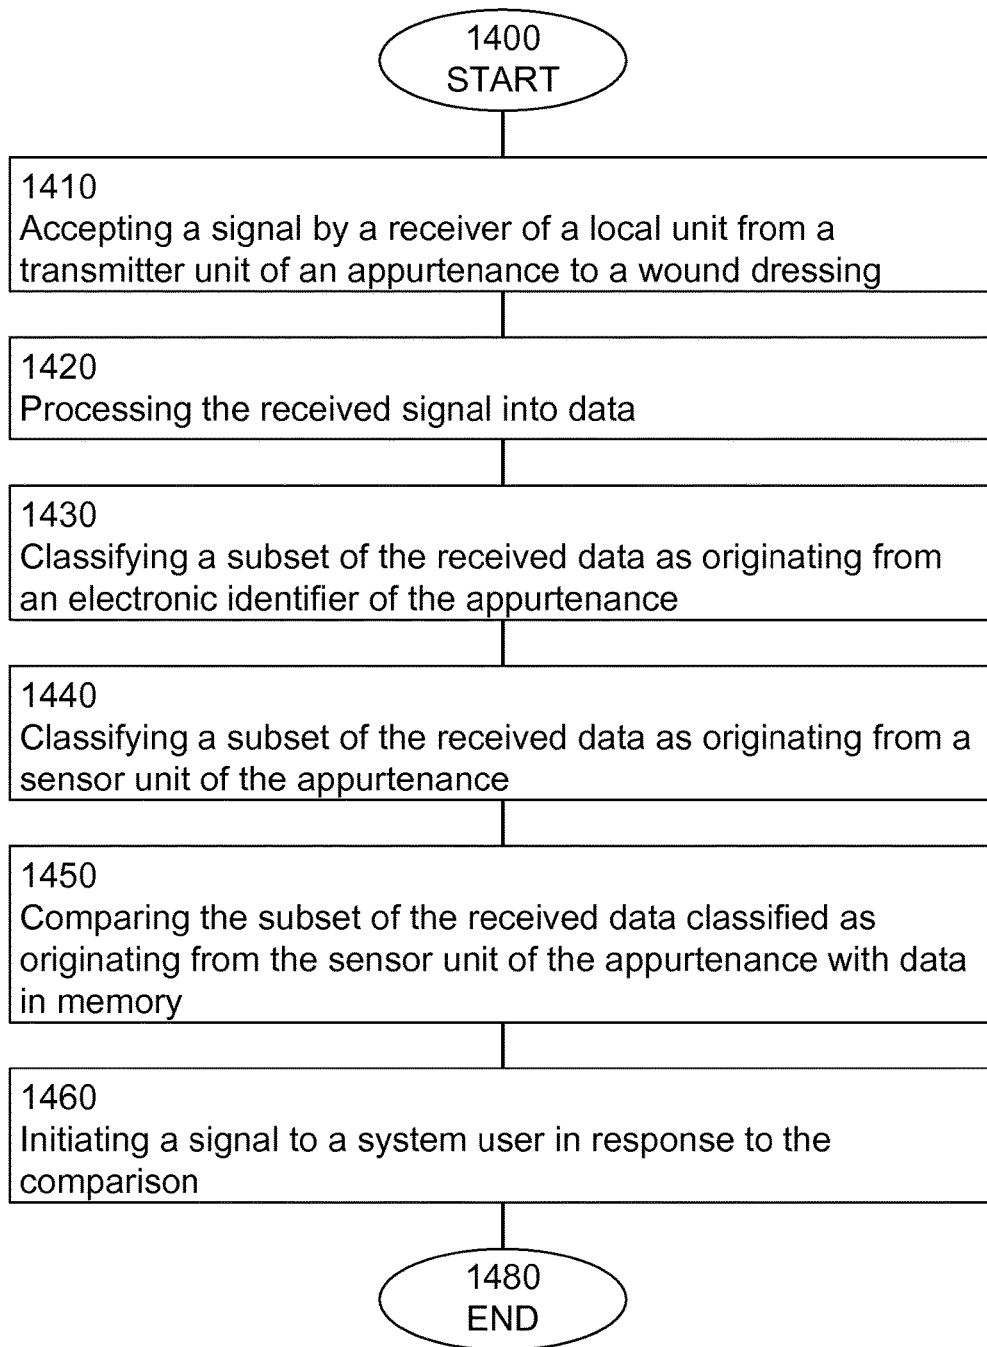 1400
START
1410
Accepting a signal by a receiver of a local unit from a
transmitter unit of an appurtenance to a wound dressing
1420
Processing the received signal into data
1430
Classifying a subset of the received data as originating from
an electronic identifier of the appurtenance
1440
Classifying a subset of the received data as originating from a
sensor unit of the appurtenance
1450
Comparing the subset of the received data classified as
originating from the sensor unit of the appurtenance with data
in memory
1460
Initiating a signal to a system user in response to the
comparison
1480
END